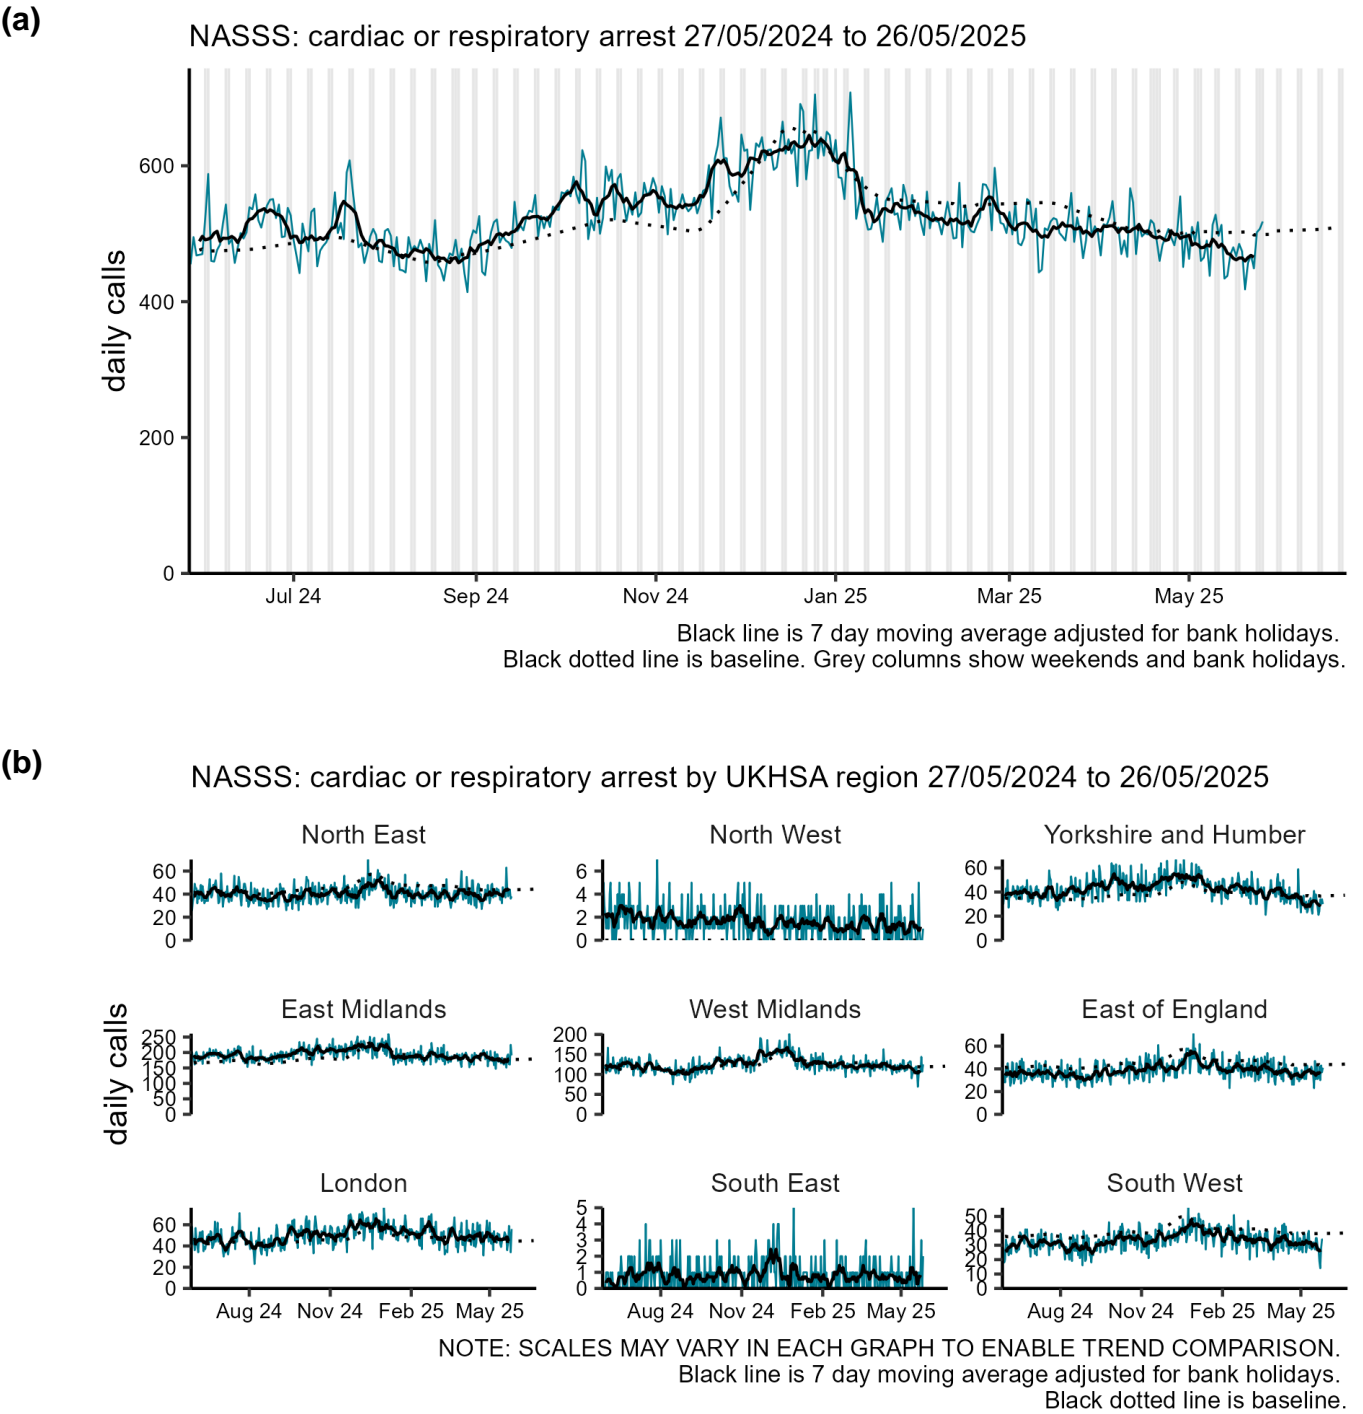 (a)
NASSS: cardiac or respiratory arrest 27/05/2024 to 26/05/2025
daily calls
600
400
200
0
Jul 24 Sep 24 Nov 24 Jan 25 Mar 25 May 25
Black line is 7 day moving average adjusted for bank holidays.
Black dotted line is baseline. Grey columns show weekends and bank holidays.
(b)
NASSS: cardiac or respiratory arrest by UKHSA region 27/05/2024 to 26/05/2025
daily calls
North East
60
40
20
0
North West
6
4
2
0
Yorkshire and Humber
60
40
20
0
East Midlands
250
200
150
100
50
0
West Midlands
200
150
100
50
0
East of England
60
40
20
0
London
60
40
20
0
South East
5
4
3
2
1
0
South West
50
40
30
20
10
0
Aug 24 Nov 24 Feb 25 May 25
Aug 24 Nov 24 Feb 25 May 25
Aug 24 Nov 24 Feb 25 May 25
NOTE: SCALES MAY VARY IN EACH GRAPH TO ENABLE TREND COMPARISON.
Black line is 7 day moving average adjusted for bank holidays.
Black dotted line is baseline.